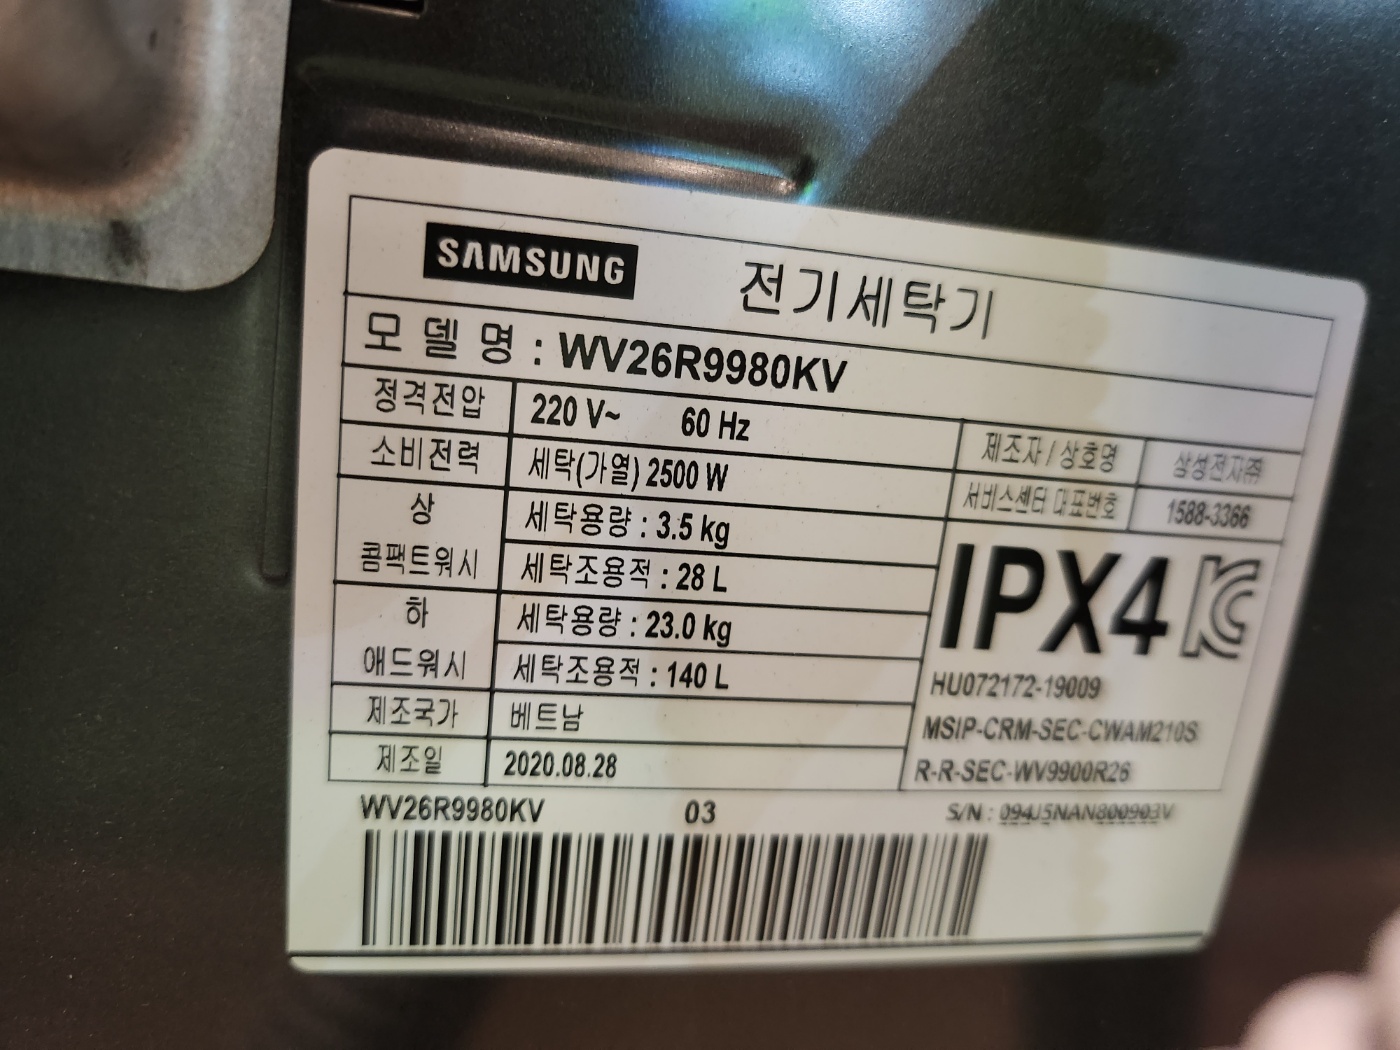 SAMSUNG 전기세탁기
모 델 명 : WV26R9980KV
정격전압 220 V~ 60 Hz
소비전력 세탁(가열) 2500 W
제조자 / 상호명 삼성전자㈜
서비스센터 대표번호 1588-3366
상
콤팩트워시
세탁용량 : 3.5 kg
세탁조용적 : 28 L
하
애드워시
세탁용량 : 23.0 kg
세탁조용적 : 140 L
제조국가 베트남
제조일 2020.08.28
IPX4
HU072172-19009
MSIP-CRM-SEC-CWAM210S
R-R-SEC-WV9900R26
WV26R9980KV 03 S/N : 094J5NAN800903V